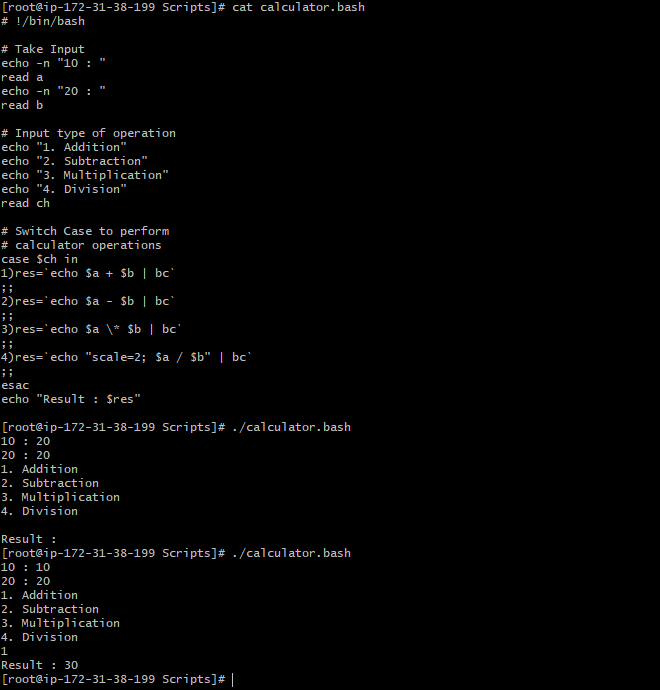 [root@ip-172-31-38-199 Scripts]# cat calculator.bash
# !/bin/bash
# Take Input
echo -n "10 : "
read a
echo -n "20 : "
read b
# Input type of operation
echo "1. Addition"
echo "2. Subtraction"
echo "3. Multiplication"
echo "4. Division"
read ch
# Switch Case to perform
# calculator operations
case $ch in
1)res=`echo $a + $b | bc`
;;
2)res=`echo $a - $b | bc`
;;
3)res=`echo $a \* $b | bc`
;;
4)res=`echo "scale=2; $a / $b" | bc`
;;
esac
echo "Result : $res"
[root@ip-172-31-38-199 Scripts]# ./calculator.bash
10 : 20
20 : 20
1. Addition
2. Subtraction
3. Multiplication
4. Division
Result :
[root@ip-172-31-38-199 Scripts]# ./calculator.bash
10 : 10
20 : 20
1. Addition
2. Subtraction
3. Multiplication
4. Division
1
Result : 30
[root@ip-172-31-38-199 Scripts]#